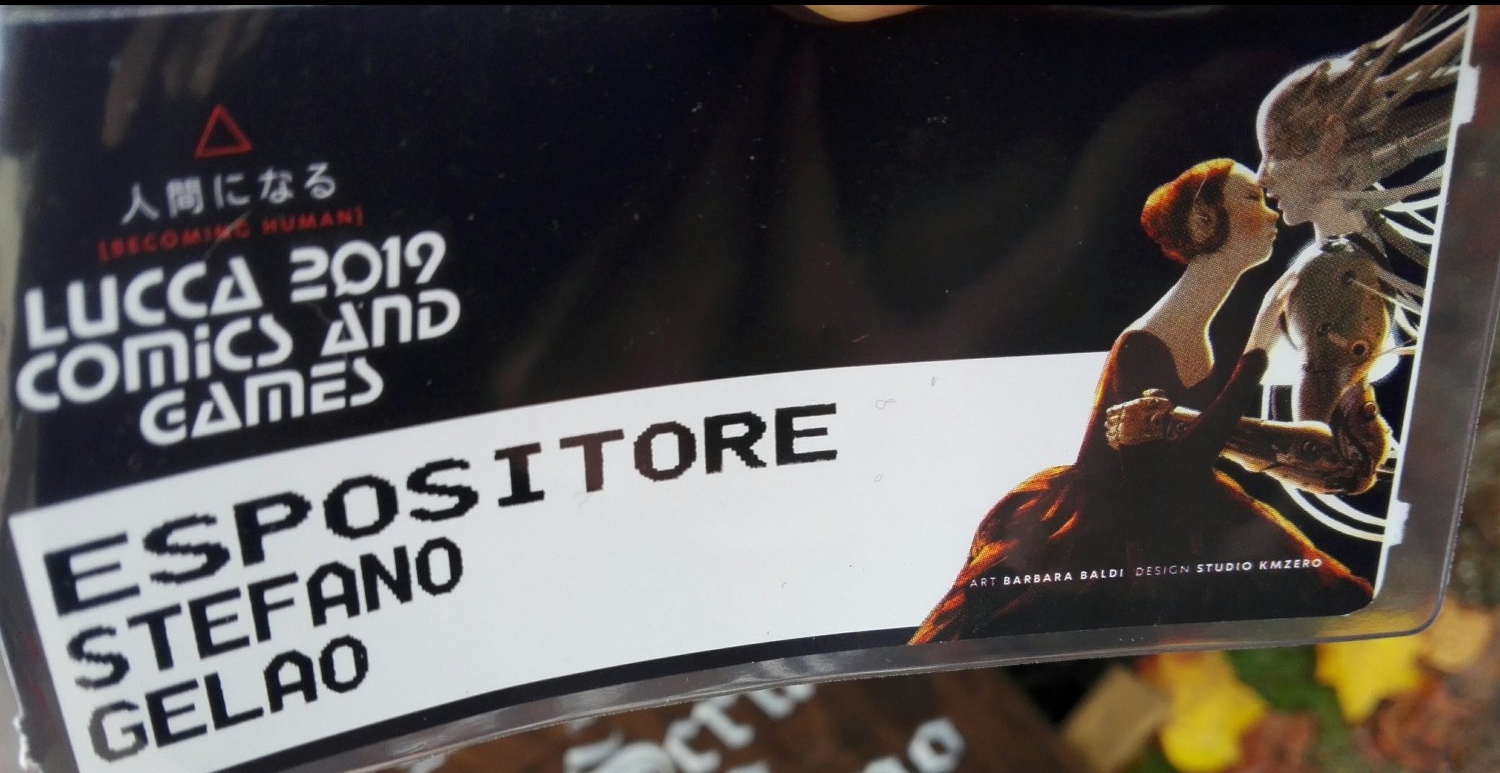 人間になる
[BECOMING HUMAN]
LUCCA 2019
COMICS AND
GAMES
ESPOSITORE
STEFANO
GELAO
ART BARBARA BALDI DESIGN STUDIO KMZERO